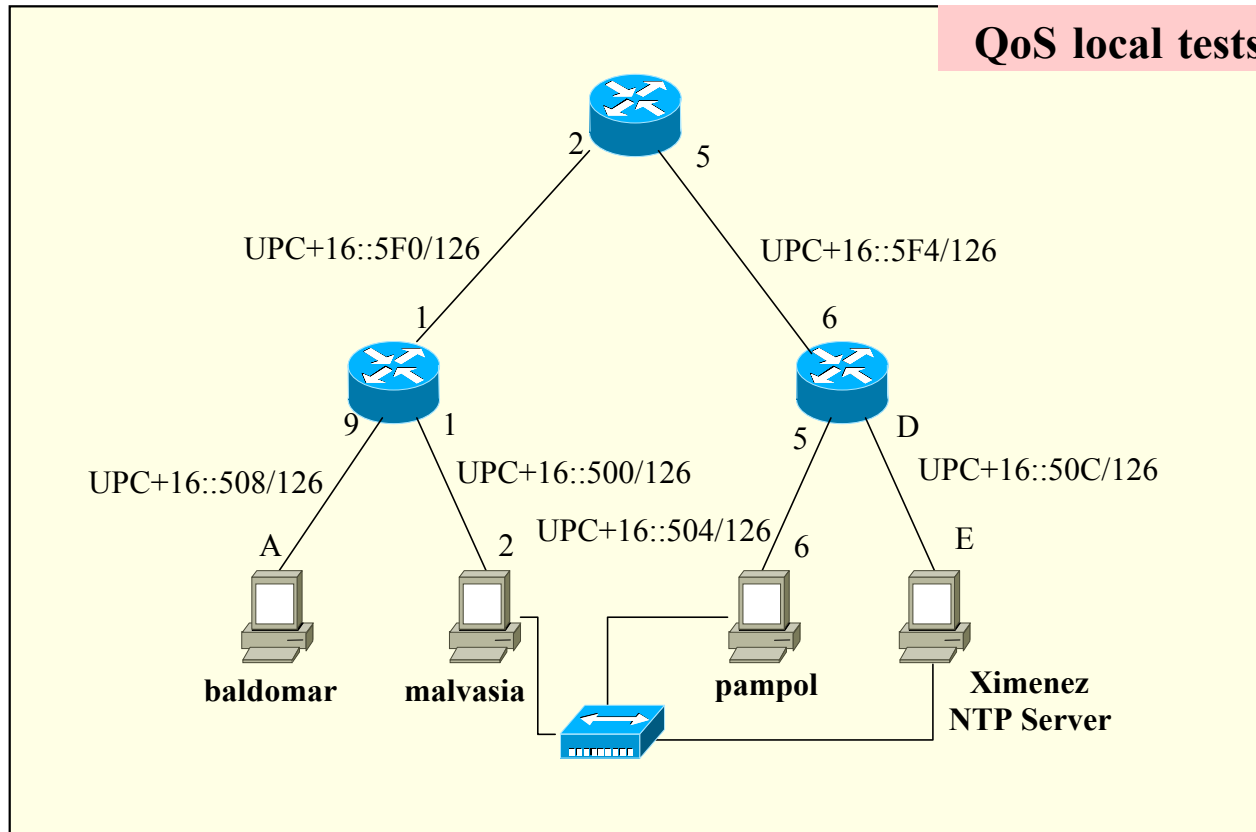 QoS local tests
2
5
UPC+16::5F0/126
UPC+16::5F4/126
1
6
9
1
5
D
UPC+16::508/126
UPC+16::500/126
UPC+16::50C/126
UPC+16::504/126
A
2
6
E
baldomar
malvasia
pampol
Ximenez
NTP Server